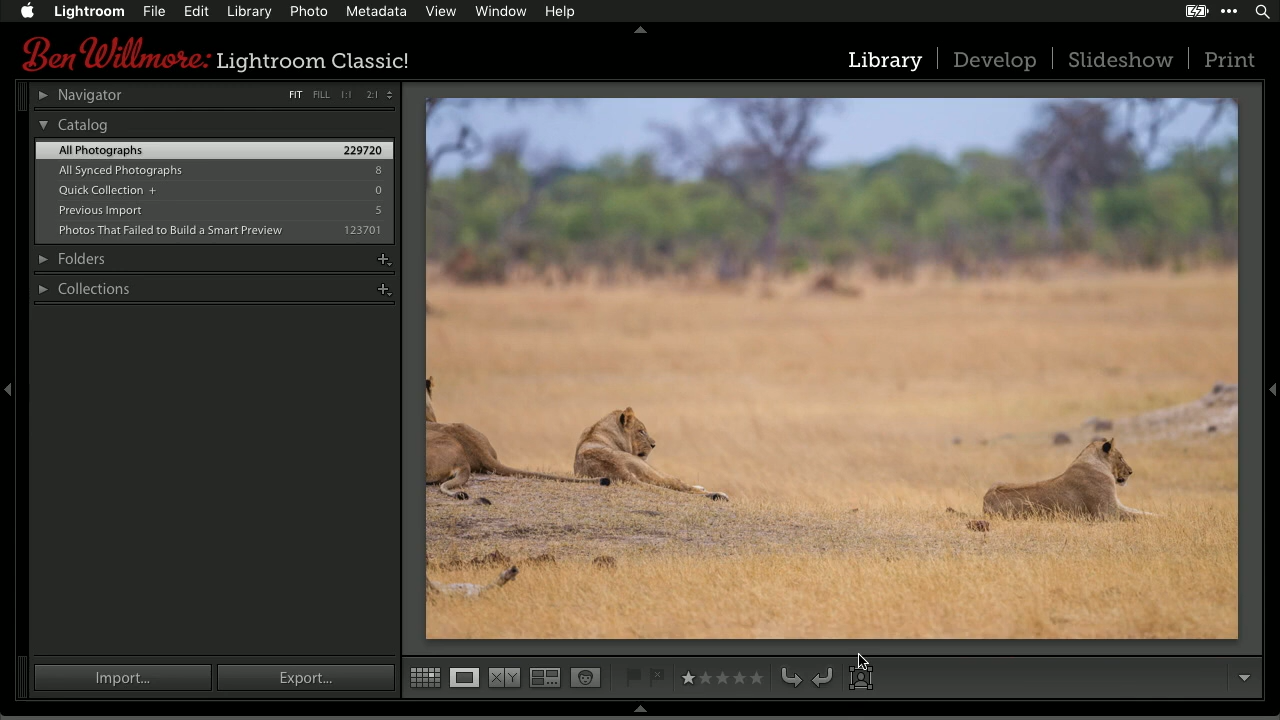 Lightroom File Edit Library Photo Metadata View Window Help
Ben Willmore: Lightroom Classic!
Library Develop Slideshow Print
Navigator FIT FILL 1:1 2:1
Catalog
All Photographs 229720
All Synced Photographs 8
Quick Collection + 0
Previous Import 5
Photos That Failed to Build a Smart Preview 123701
Folders
Collections
Import... Export...
X Y